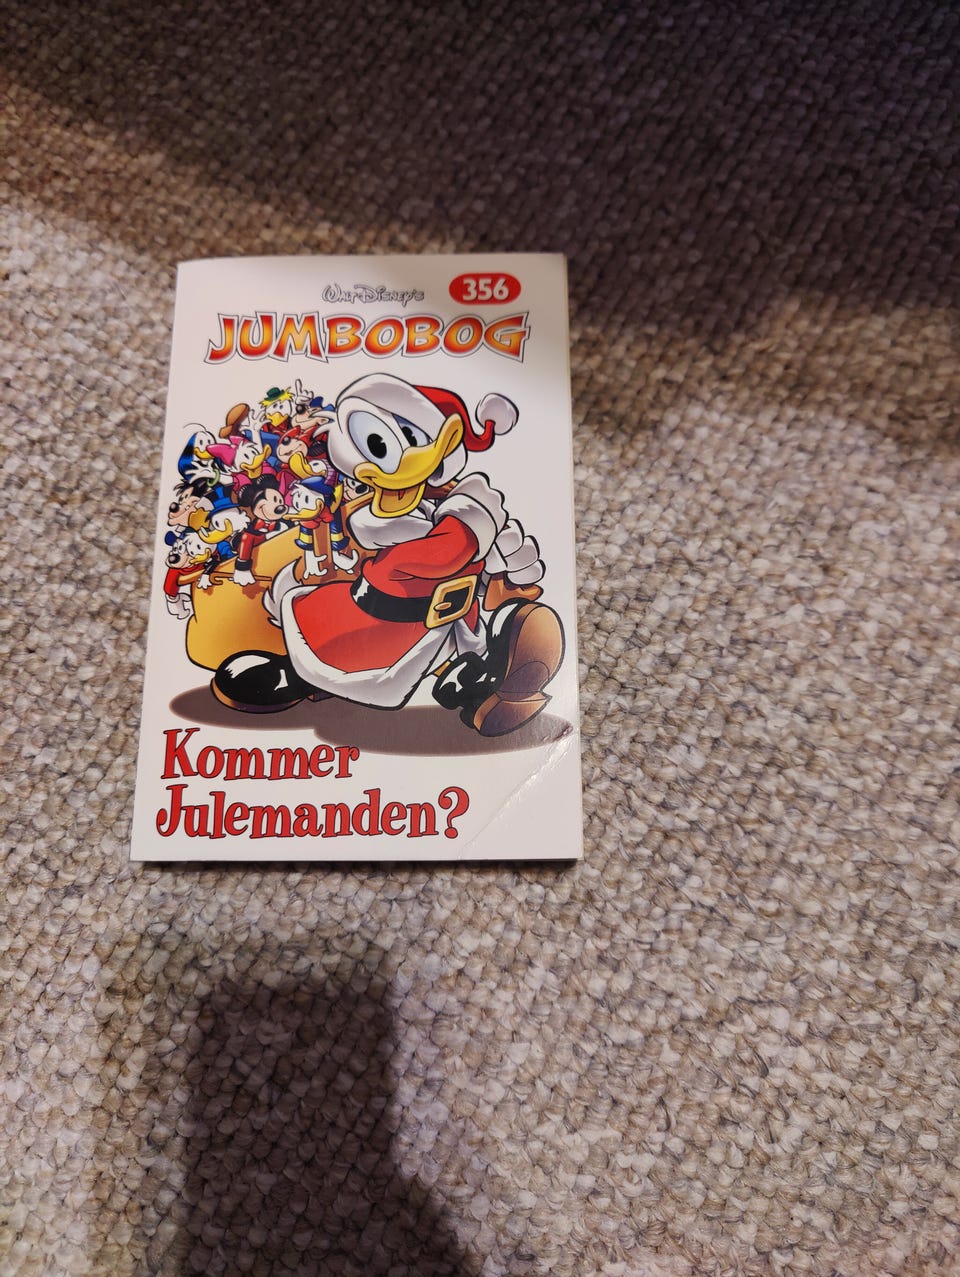 Walt Disney's
356
JUMBOBOG
Kommer
Julemanden?